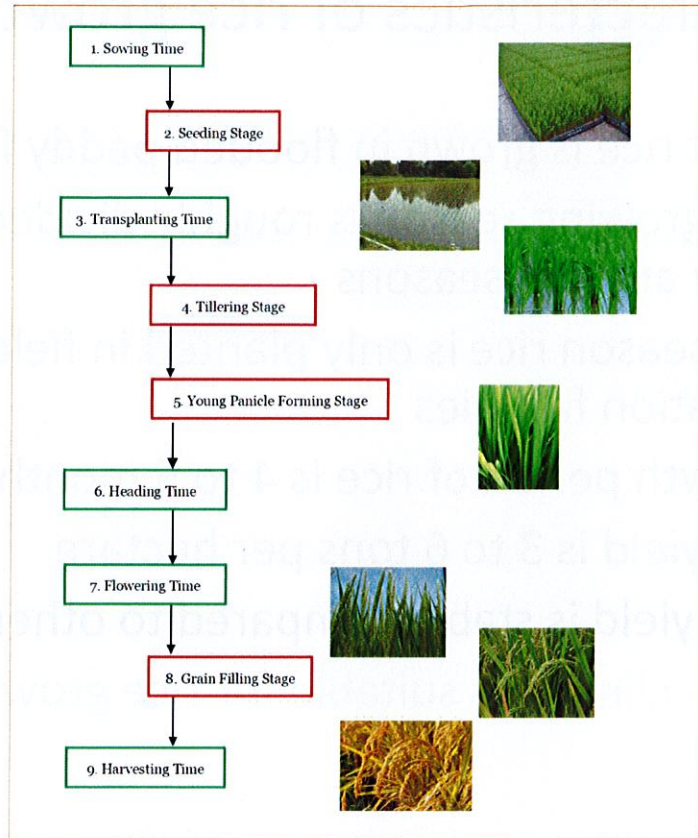 1. Sowing Time
2. Seeding Stage
3. Transplanting Time
4. Tillering Stage
5. Young Panicle Forming Stage
6. Heading Time
7. Flowering Time
8. Grain Filling Stage
9. Harvesting Time